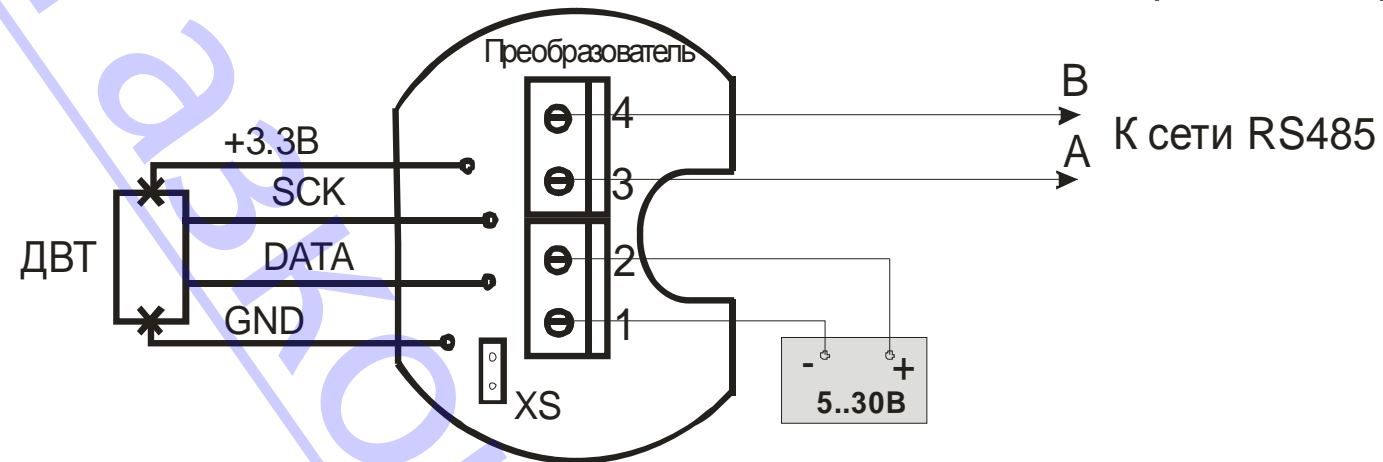 Преобразователь
4
3
2
1
B
A
К сети RS485
+3.3В
SCK
DATA
GND
ДВТ
XS
- +
5..30В